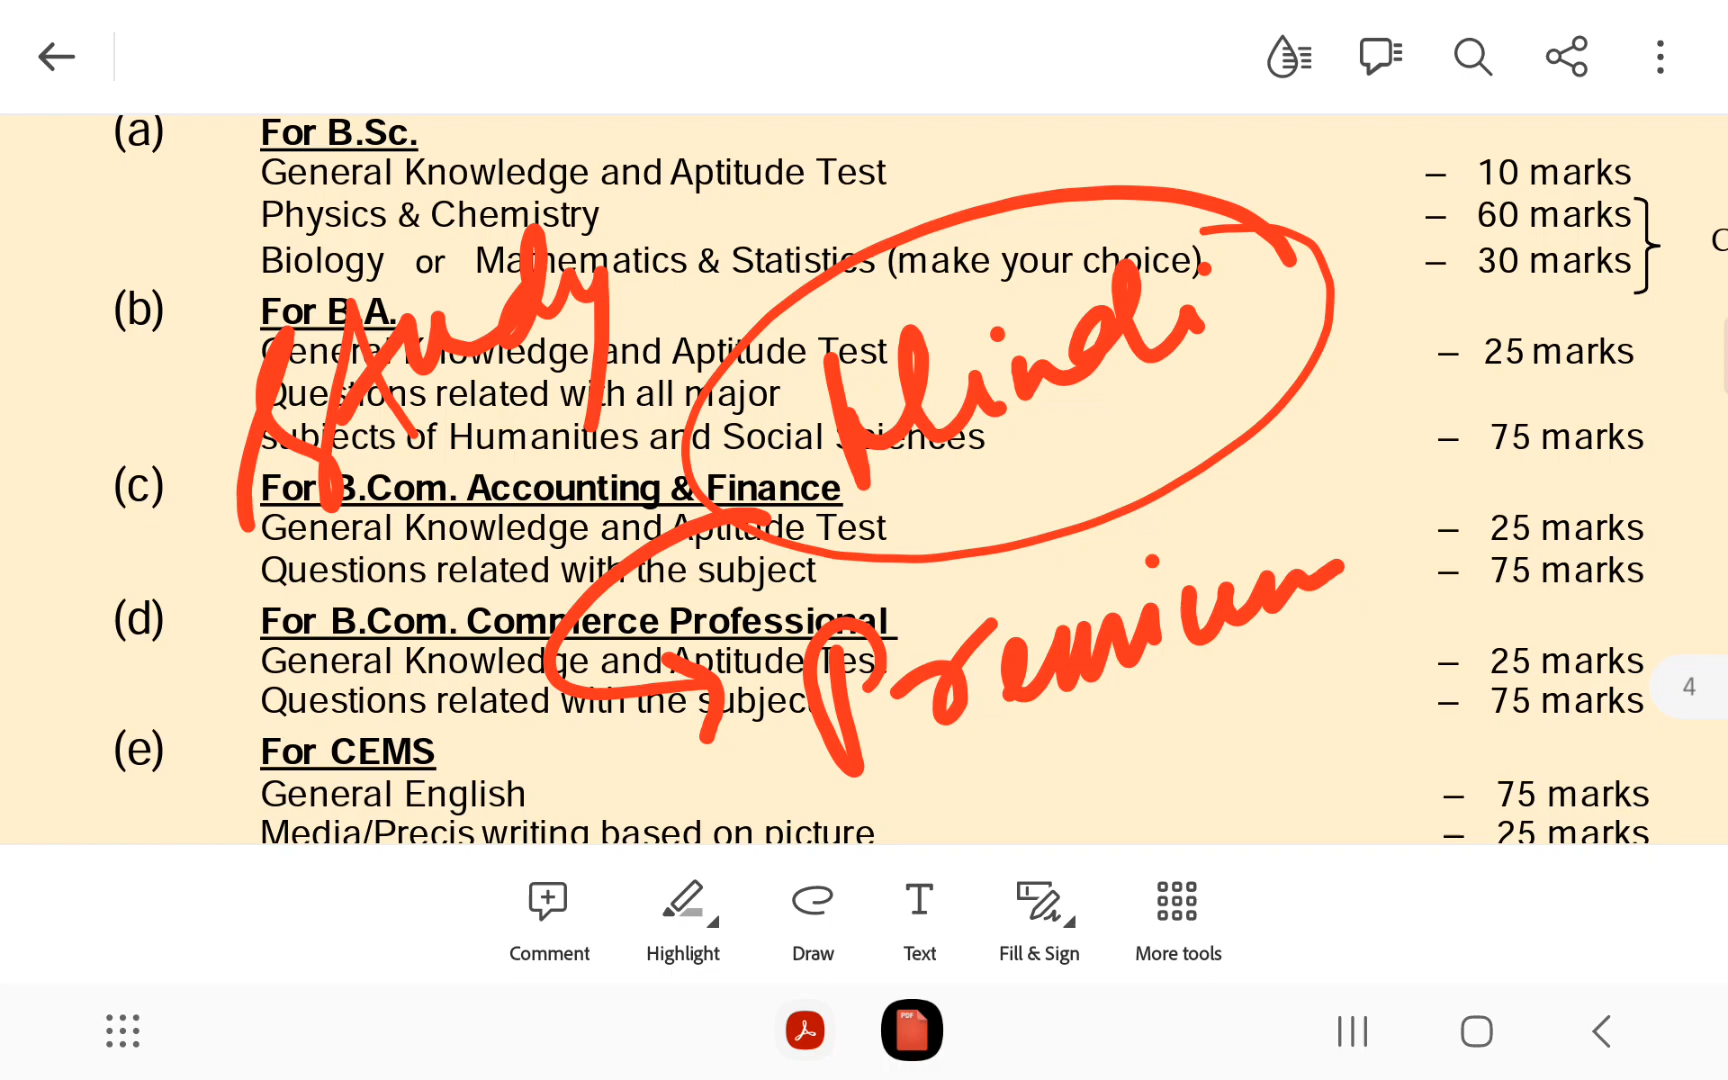 (a) For B.Sc.
General Knowledge and Aptitude Test – 10 marks
Physics & Chemistry – 60 marks
Biology or Mathematics & Statistics (make your choice) – 30 marks
(b) For B.A.
General Knowledge and Aptitude Test – 25 marks
Questions related with all major
subjects of Humanities and Social Sciences – 75 marks
(c) For B.Com. Accounting & Finance
General Knowledge and Aptitude Test – 25 marks
Questions related with the subject – 75 marks
(d) For B.Com. Commerce Professional
General Knowledge and Aptitude Test – 25 marks
Questions related with the subject – 75 marks
4
(e) For CEMS
General English – 75 marks
Media/Precis writing based on picture – 25 marks
Study Hindi
Premium
Comment Highlight Draw Text Fill & Sign More tools
PDF